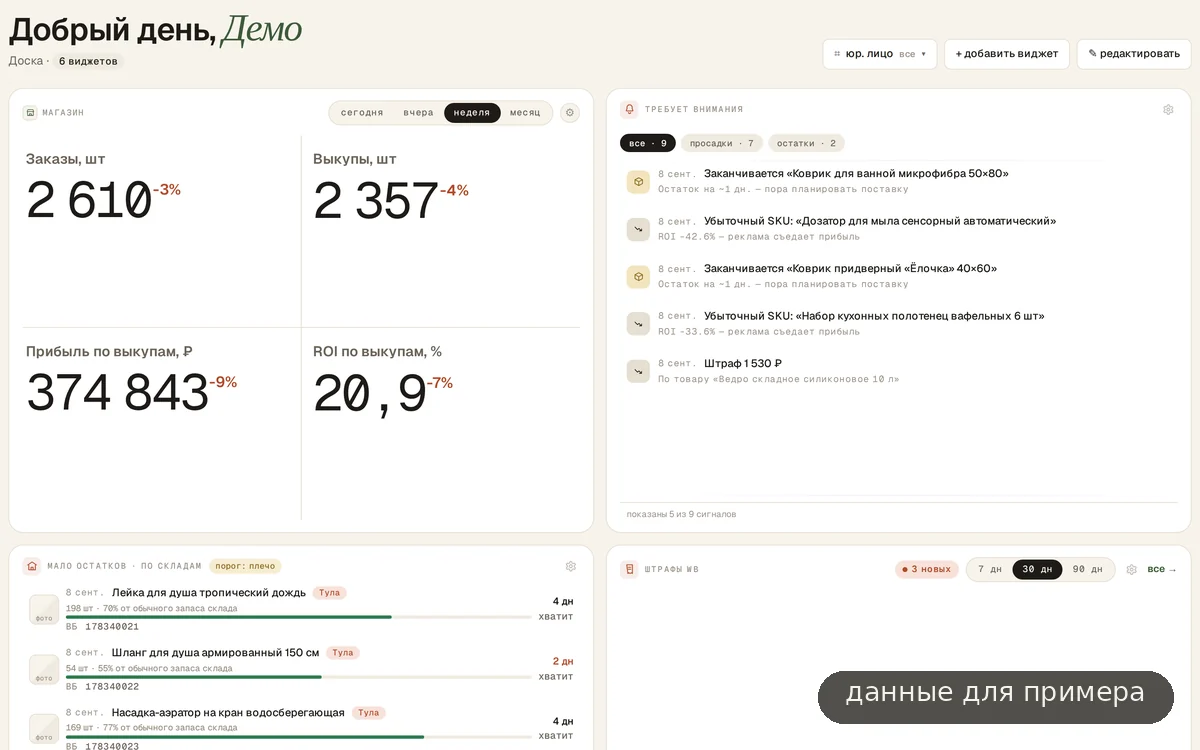 Добрый день, Демо
Доска · 6 виджетов
юр. лицо все ▾
+ добавить виджет
✎ редактировать
МАГАЗИН
сегодня вчера неделя месяц
Заказы, шт
2 610 -3%
Выкупы, шт
2 357 -4%
Прибыль по выкупам, ₽
374 843 -9%
ROI по выкупам, %
20,9 -7%
ТРЕБУЕТ ВНИМАНИЯ
все · 9 просадки · 7 остатки · 2
8 сент. Заканчивается «Коврик для ванной микрофибра 50×80»
Остаток на ~1 дн. — пора планировать поставку
8 сент. Убыточный SKU: «Дозатор для мыла сенсорный автоматический»
ROI -42.6% — реклама съедает прибыль
8 сент. Заканчивается «Коврик придверный «Ёлочка» 40×60»
Остаток на ~1 дн. — пора планировать поставку
8 сент. Убыточный SKU: «Набор кухонных полотенец вафельных 6 шт»
ROI -33.6% — реклама съедает прибыль
8 сент. Штраф 1 530 ₽
По товару «Ведро складное силиконовое 10 л»
показаны 5 из 9 сигналов
МАЛО ОСТАТКОВ · ПО СКЛАДАМ порог: плечо
фото
8 сент. Лейка для душа тропический дождь Тула
198 шт · 70% от обычного запаса склада
4 дн
хватит
ВБ 178340021
фото
8 сент. Шланг для душа армированный 150 см Тула
54 шт · 55% от обычного запаса склада
2 дн
хватит
ВБ 178340022
фото
8 сент. Насадка-аэратор на кран водосберегающая Тула
169 шт · 77% от обычного запаса склада
4 дн
хватит
ВБ 178340023
ШТРАФЫ WB
3 новых
7 дн 30 дн 90 дн
все →
данные для примера